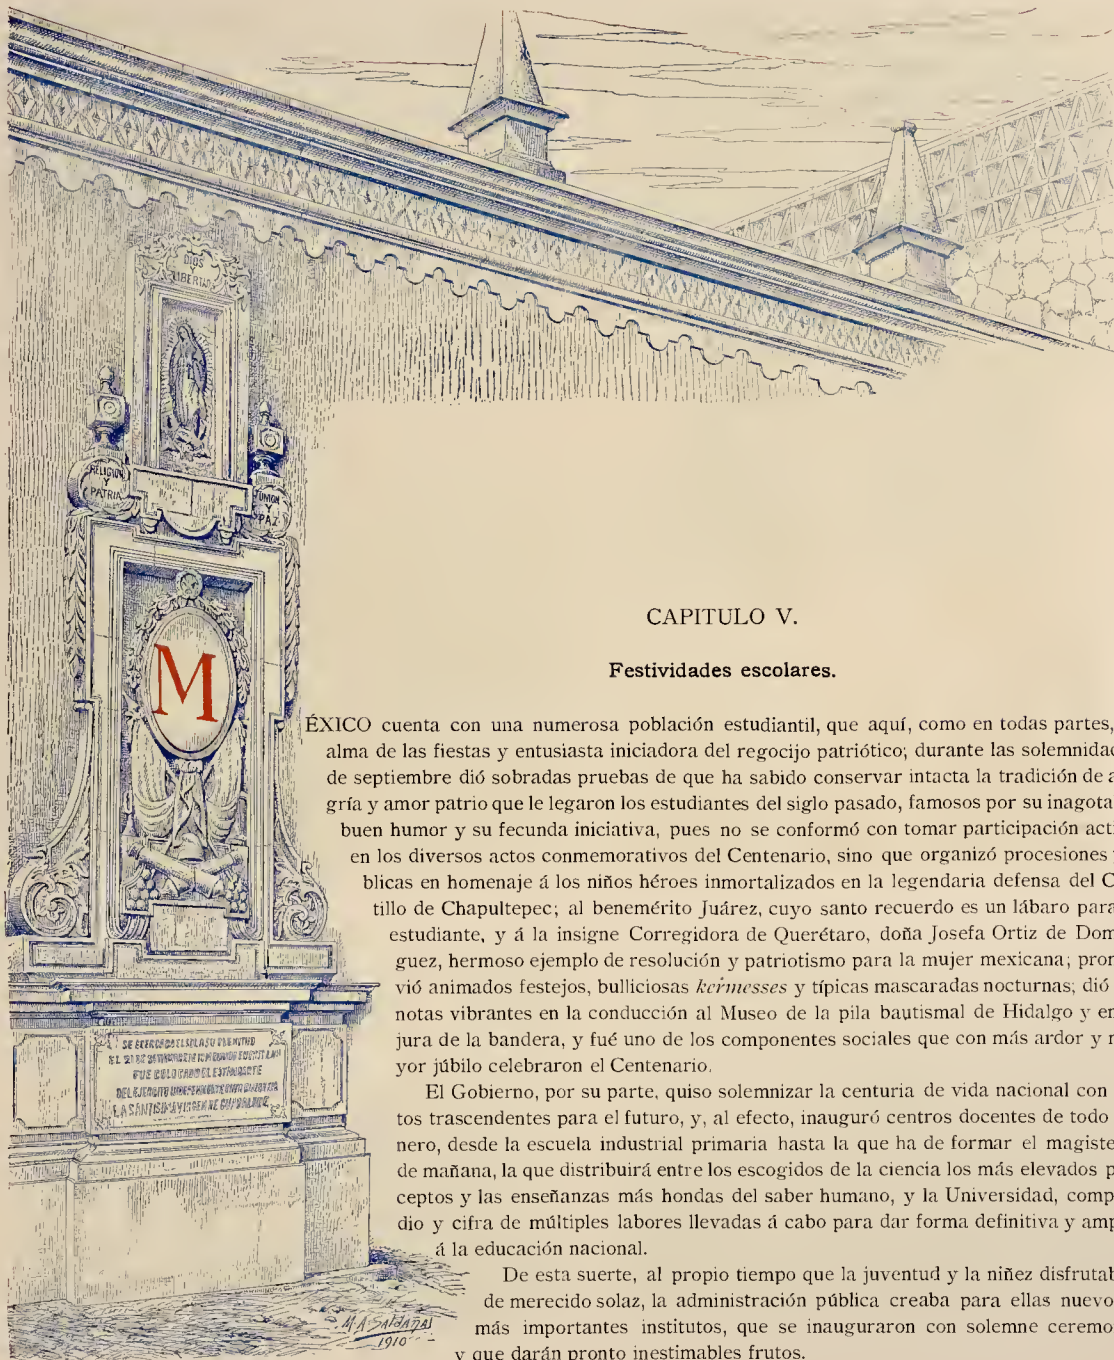 DIOS
LIBERTAD
RELIGION
Y
PATRIA
UNION
Y
PAZ
CAPITULO V.
Festividades escolares.
MÉXICO cuenta con una numerosa población estudiantil, que aquí, como en todas partes,
alma de las fiestas y entusiasta iniciadora del regocijo patriótico; durante las solemnidad
de septiembre dió sobradas pruebas de que ha sabido conservar intacta la tradición de a
gría y amor patrio que le legaron los estudiantes del siglo pasado, famosos por su inagota
buen humor y su fecunda iniciativa, pues no se conformó con tomar participación acti
en los diversos actos conmemorativos del Centenario, sino que organizó procesiones
blicas en homenaje á los niños héroes inmortalizados en la legendaria defensa del C
tillo de Chapultepec; al benemérito Juárez, cuyo santo recuerdo es un lábaro para
estudiante, y á la insigne Corregidora de Querétaro, doña Josefa Ortiz de Dom
guez, hermoso ejemplo de resolución y patriotismo para la mujer mexicana; pro
vió animados festejos, bulliciosas kermesses y típicas mascaradas nocturnas; dió
notas vibrantes en la conducción al Museo de la pila bautismal de Hidalgo y en
jura de la bandera, y fué uno de los componentes sociales que con más ardor y
yor júbilo celebraron el Centenario.
El Gobierno, por su parte, quiso solemnizar la centuria de vida nacional con
tos trascendentes para el futuro, y, al efecto, inauguró centros docentes de todo
nero, desde la escuela industrial primaria hasta la que ha de formar el magiste
de mañana, la que distribuirá entre los escogidos de la ciencia los más elevados p
ceptos y las enseñanzas más hondas del saber humano, y la Universidad, comp
dio y cifra de múltiples labores llevadas á cabo para dar forma definitiva y amp
á la educación nacional.
De esta suerte, al propio tiempo que la juventud y la niñez disfrutab
de merecido solaz, la administración pública creaba para ellas nuevo
más importantes institutos, que se inauguraron con solemne ceremo
y que darán pronto inestimables frutos.
FUE COLOCADO EL ESTANDARTE
DEL EJERCITO
LA SANTISIMA VIRGEN DE GUADALUPE
M. A. SALDAÑA
1910